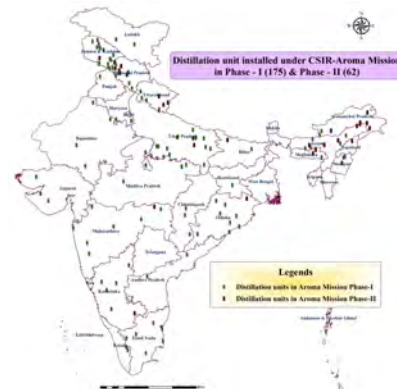 Distillation unit installed under CSIR-Aroma Mission
in Phase - I (175) & Phase - II (62)
Ladakh
Punjab
Uttarakhand
Haryana
Rajasthan
Uttar Pradesh
Bihar
Sikkim
Arunachal Pradesh
Meghalaya
Gujarat
Madhya Pradesh
Jharkhand
West Bengal
Chhattisgarh
Odisha
Maharashtra
Telangana
Andhra Pradesh
Karnataka
Tamil Nadu
Kerala
Lakshadweep
Andaman & Nicobar Island
Legends
Distillation units in Aroma Mission Phase-I
Distillation units in Aroma Mission Phase-II